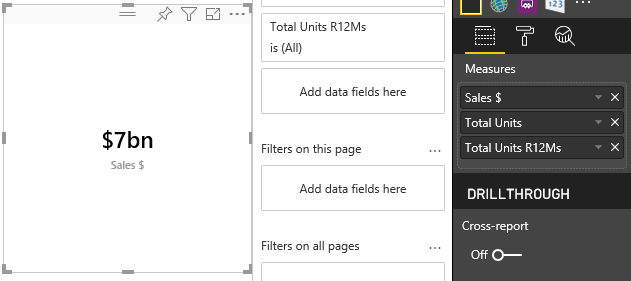 $7bn
Sales $
Total Units R12Ms
is (All)
Add data fields here
Filters on this page
Add data fields here
Filters on all pages
123
Measures
Sales $
Total Units
Total Units R12Ms
DRILLTHROUGH
Cross-report
Off